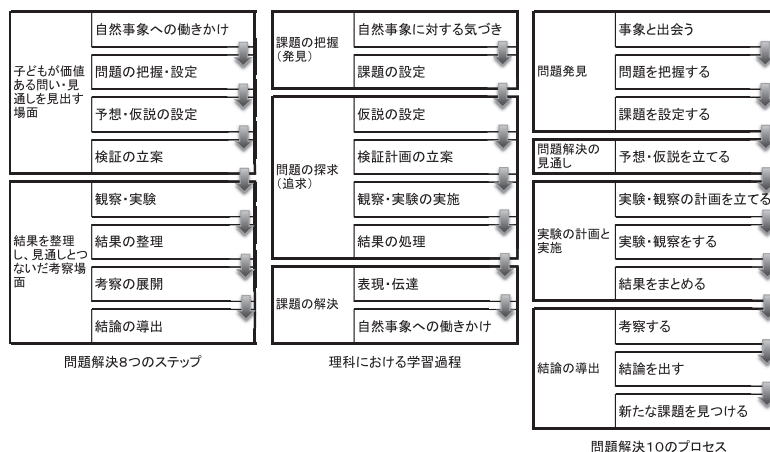 子どもが価値
ある問い・見
通しを見出す
場面
自然事象への働きかけ
問題の把握・設定
予想・仮説の設定
検証の立案
結果を整理
し、見通しとつ
ないだ考察場
面
観察・実験
結果の整理
考察の展開
結論の導出
問題解決８つのステップ
課題の把握
（発見）
自然事象に対する気づき
課題の設定
問題の探求
（追求）
仮説の設定
検証計画の立案
観察・実験の実施
結果の処理
課題の解決
表現・伝達
自然事象への働きかけ
理科における学習過程
問題発見
事象と出会う
問題を把握する
課題を設定する
問題解決の
見通し
予想・仮説を立てる
実験の計画と
実施
実験・観察の計画を立てる
実験・観察をする
結果をまとめる
結論の導出
考察する
結論を出す
新たな課題を見つける
問題解決１０のプロセス